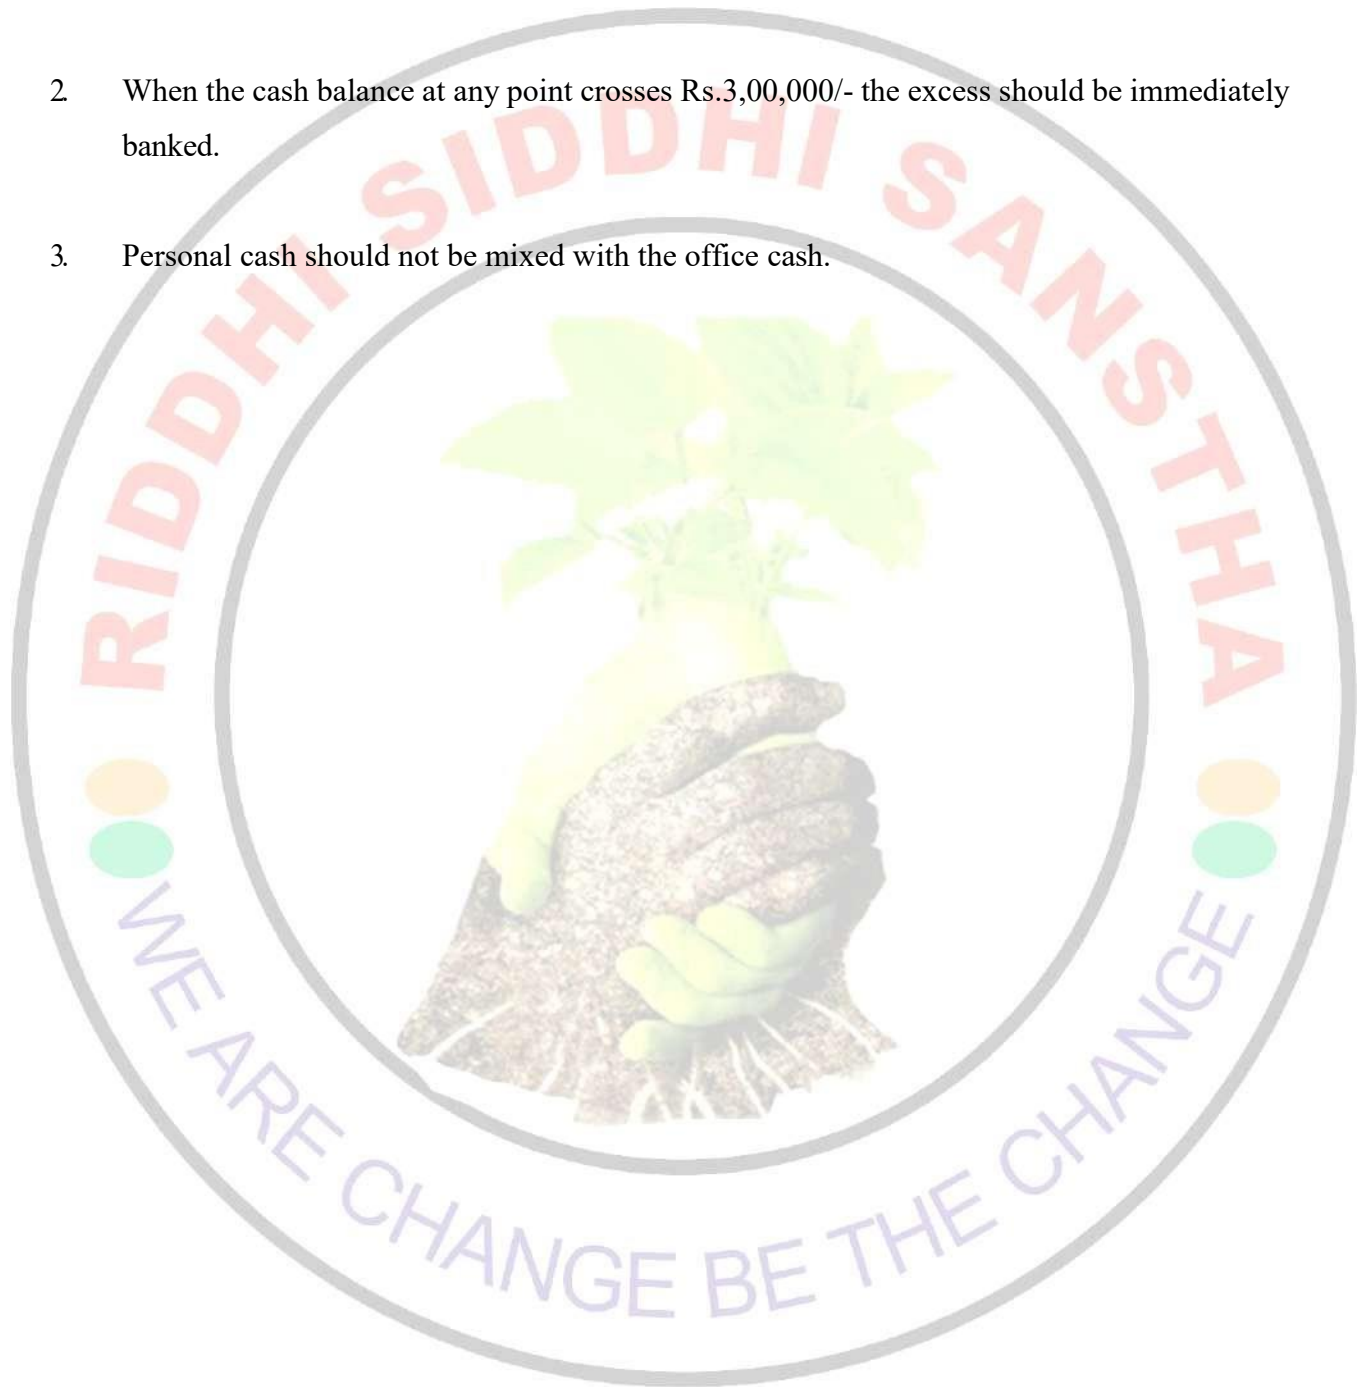 2. When the cash balance at any point crosses Rs.3,00,000/- the excess should be immediately
banked.
3. Personal cash should not be mixed with the office cash.
RIDDHI SIDDHI SANSTHA
WE ARE CHANGE BE THE CHANGE